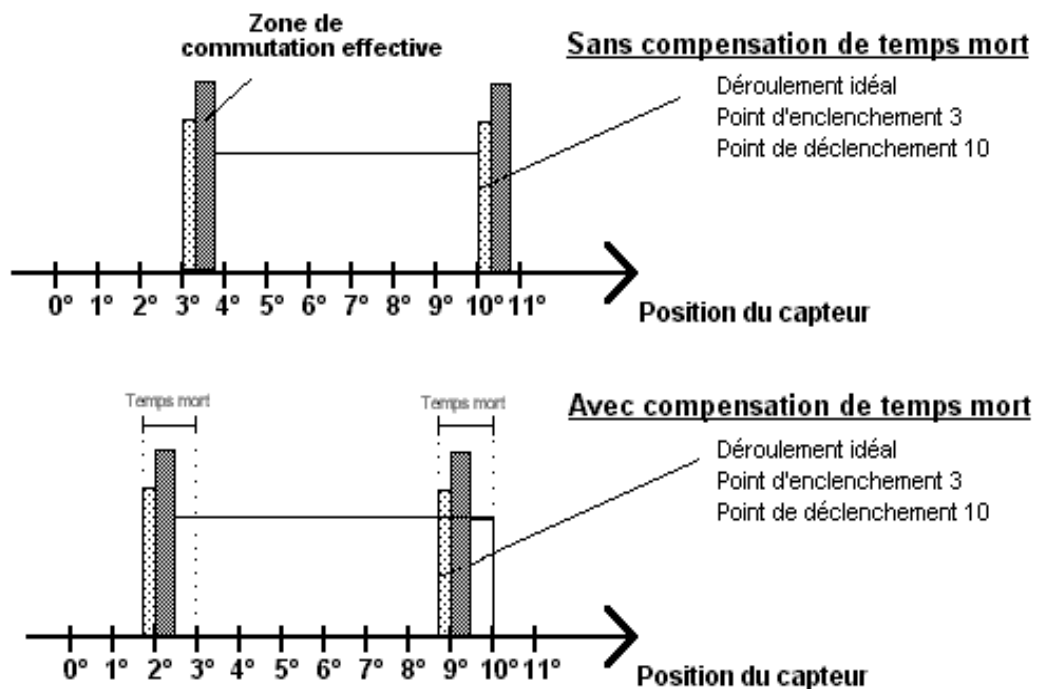 Zone de
commutation effective
Sans compensation de temps mort
Déroulement idéal
Point d'enclenchement 3
Point de déclenchement 10
0° 1° 2° 3° 4° 5° 6° 7° 8° 9° 10° 11°
Position du capteur
Temps mort Temps mort
Avec compensation de temps mort
Déroulement idéal
Point d'enclenchement 3
Point de déclenchement 10
0° 1° 2° 3° 4° 5° 6° 7° 8° 9° 10° 11°
Position du capteur